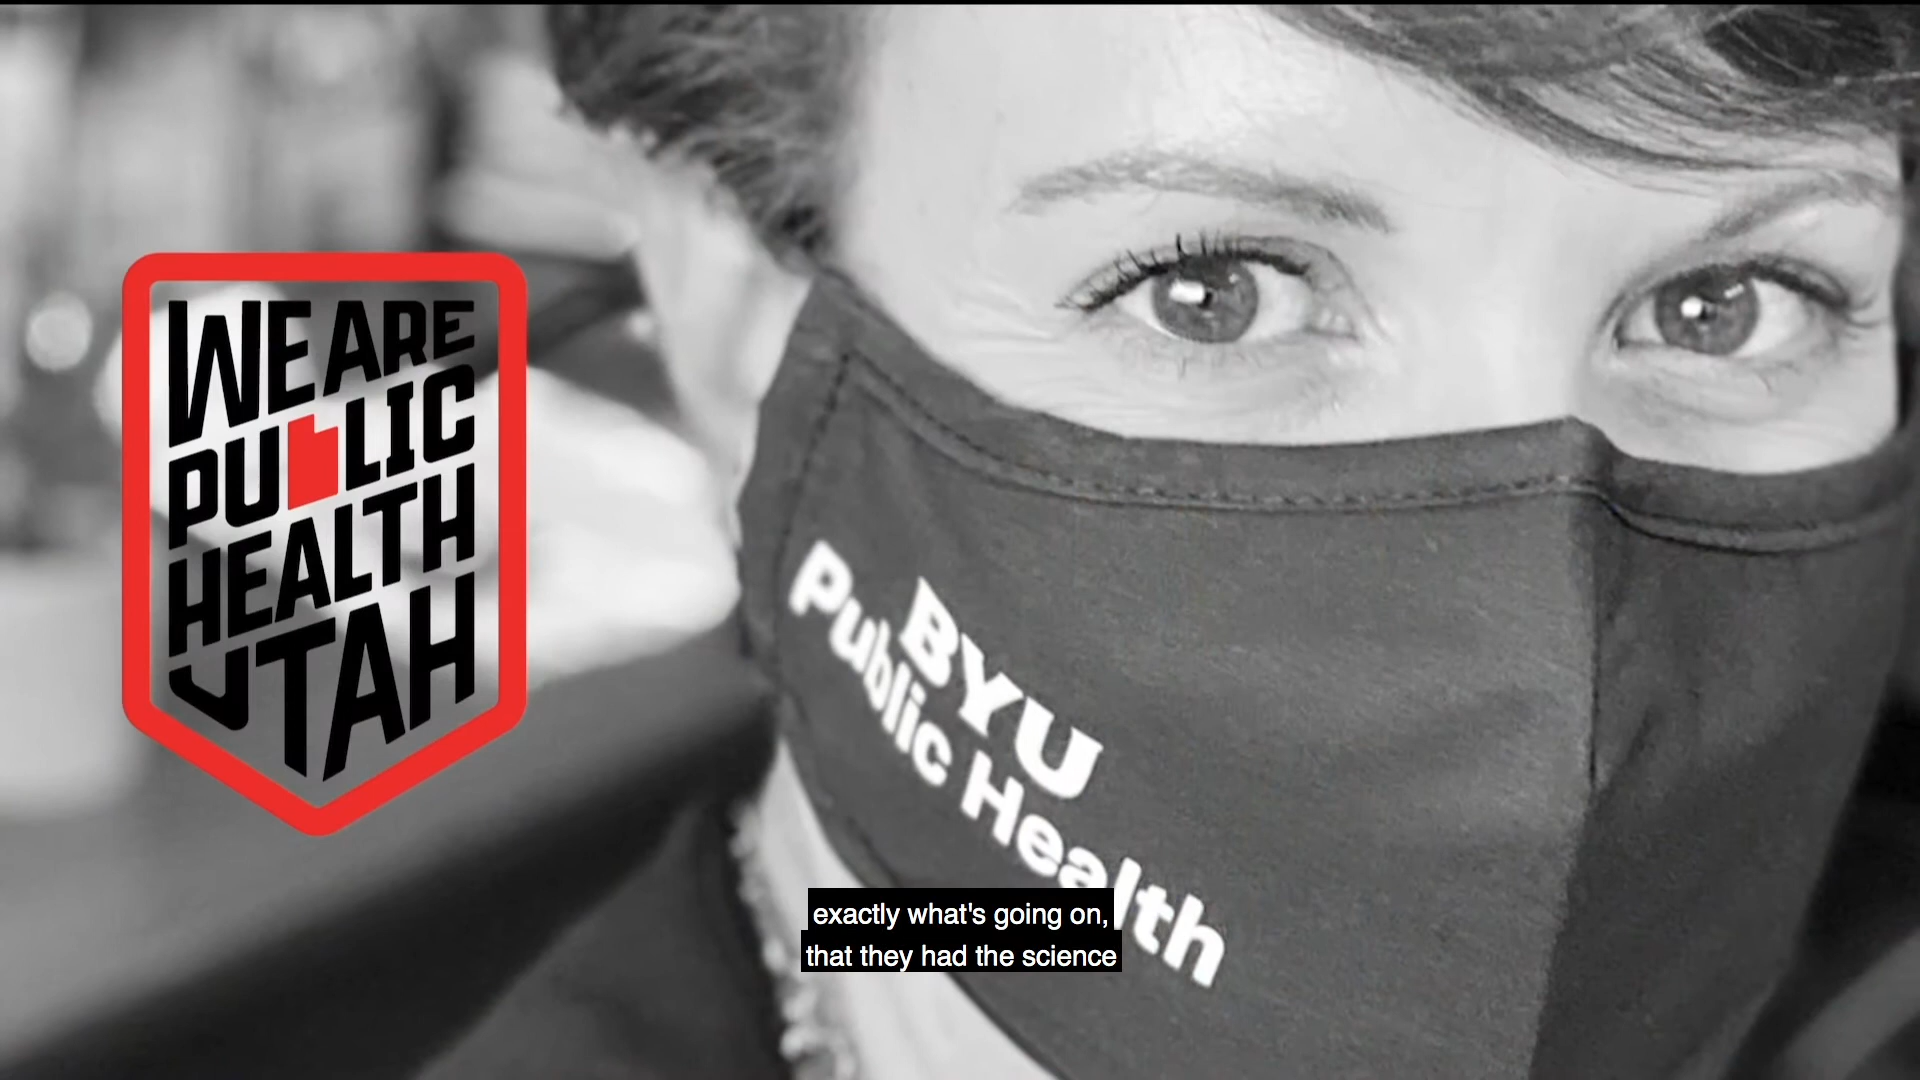 WE ARE
PUBLIC
HEALTH
UTAH
BYU
Public Health
exactly what's going on,
that they had the science